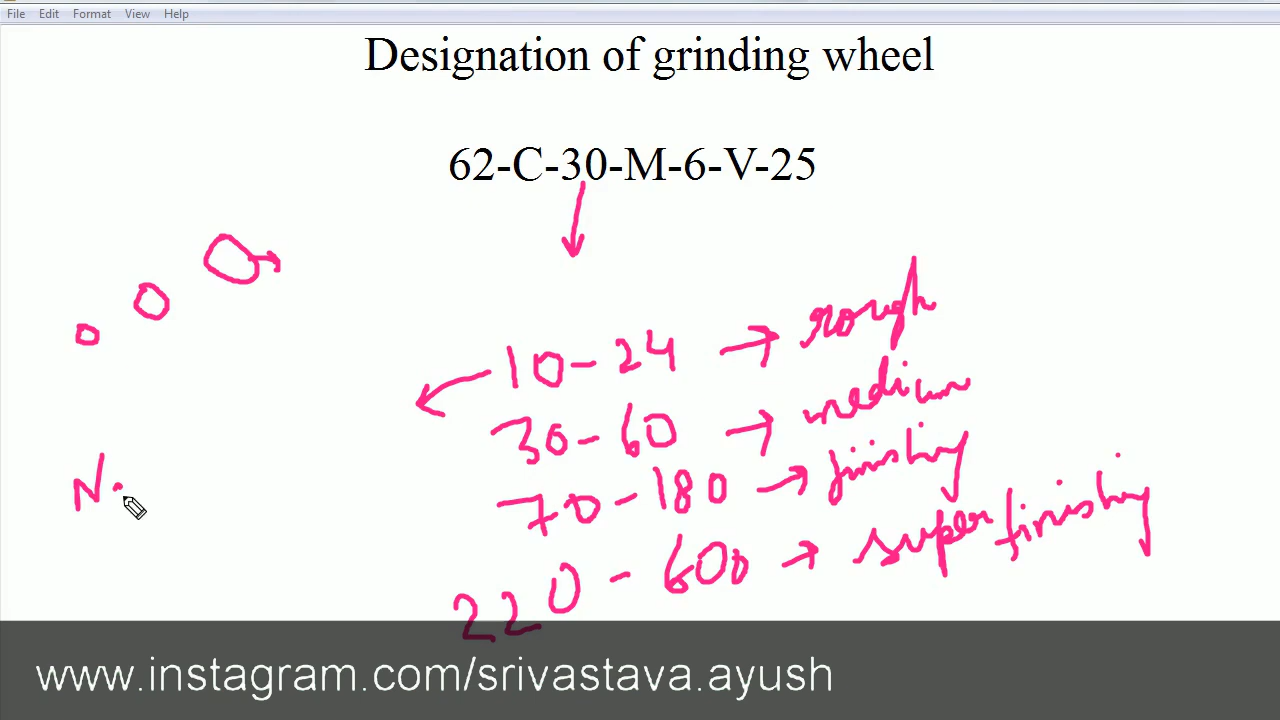 File Edit Format View Help
Designation of grinding wheel
62-C-30-M-6-V-25
10-24 → rough
30-60 → medium
70-180 → finishing
220-600 → super finishing
N.
www.instagram.com/srivastava.ayush